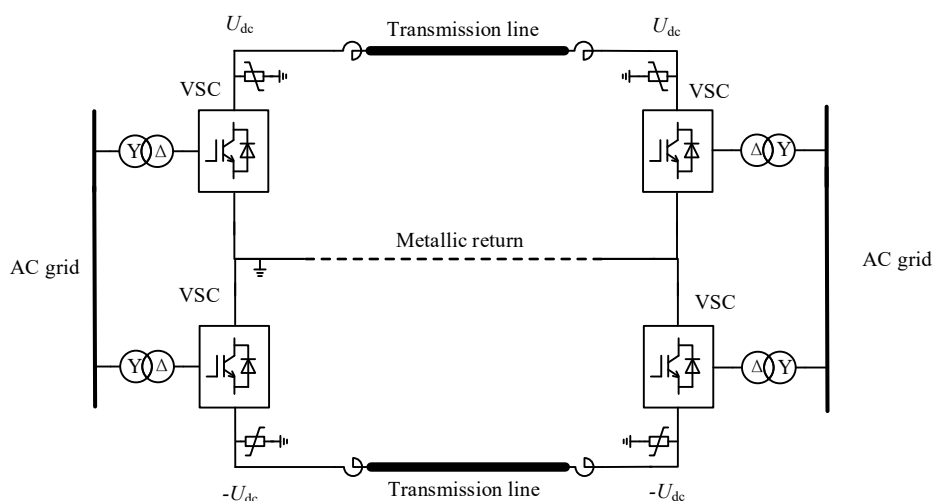 U_dc Transmission line U_dc
VSC VSC
Y Δ Δ Y
Metallic return
AC grid AC grid
VSC VSC
Y Δ Δ Y
-U_dc Transmission line -U_dc